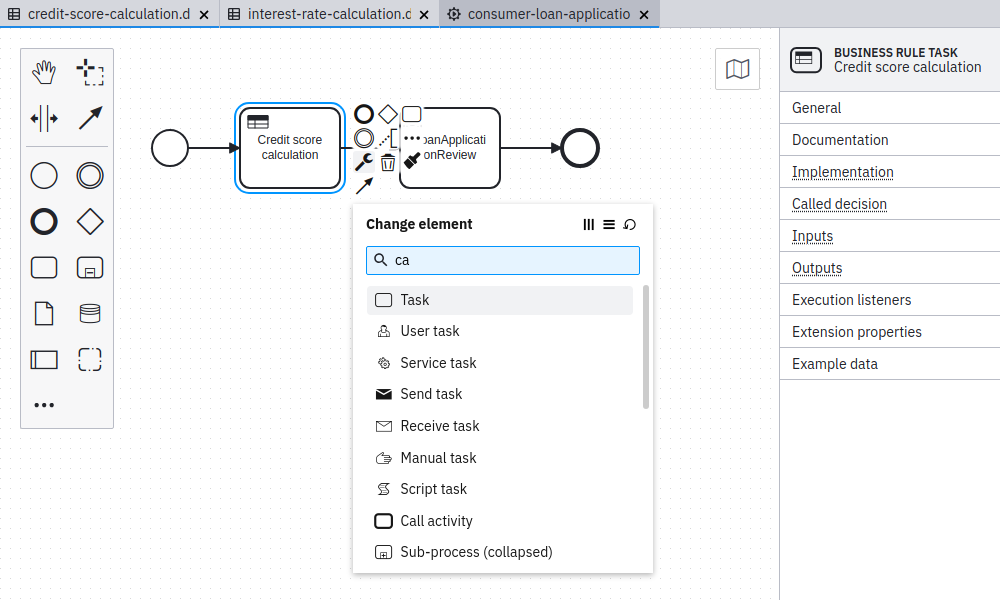 credit-score-calculation.d
interest-rate-calculation.d
consumer-loan-applicatio
BUSINESS RULE TASK
Credit score calculation
General
Documentation
Implementation
Called decision
Inputs
Outputs
Execution listeners
Extension properties
Example data
Credit score
calculation
oanApplicati
onReview
Change element
ca
Task
User task
Service task
Send task
Receive task
Manual task
Script task
Call activity
Sub-process (collapsed)